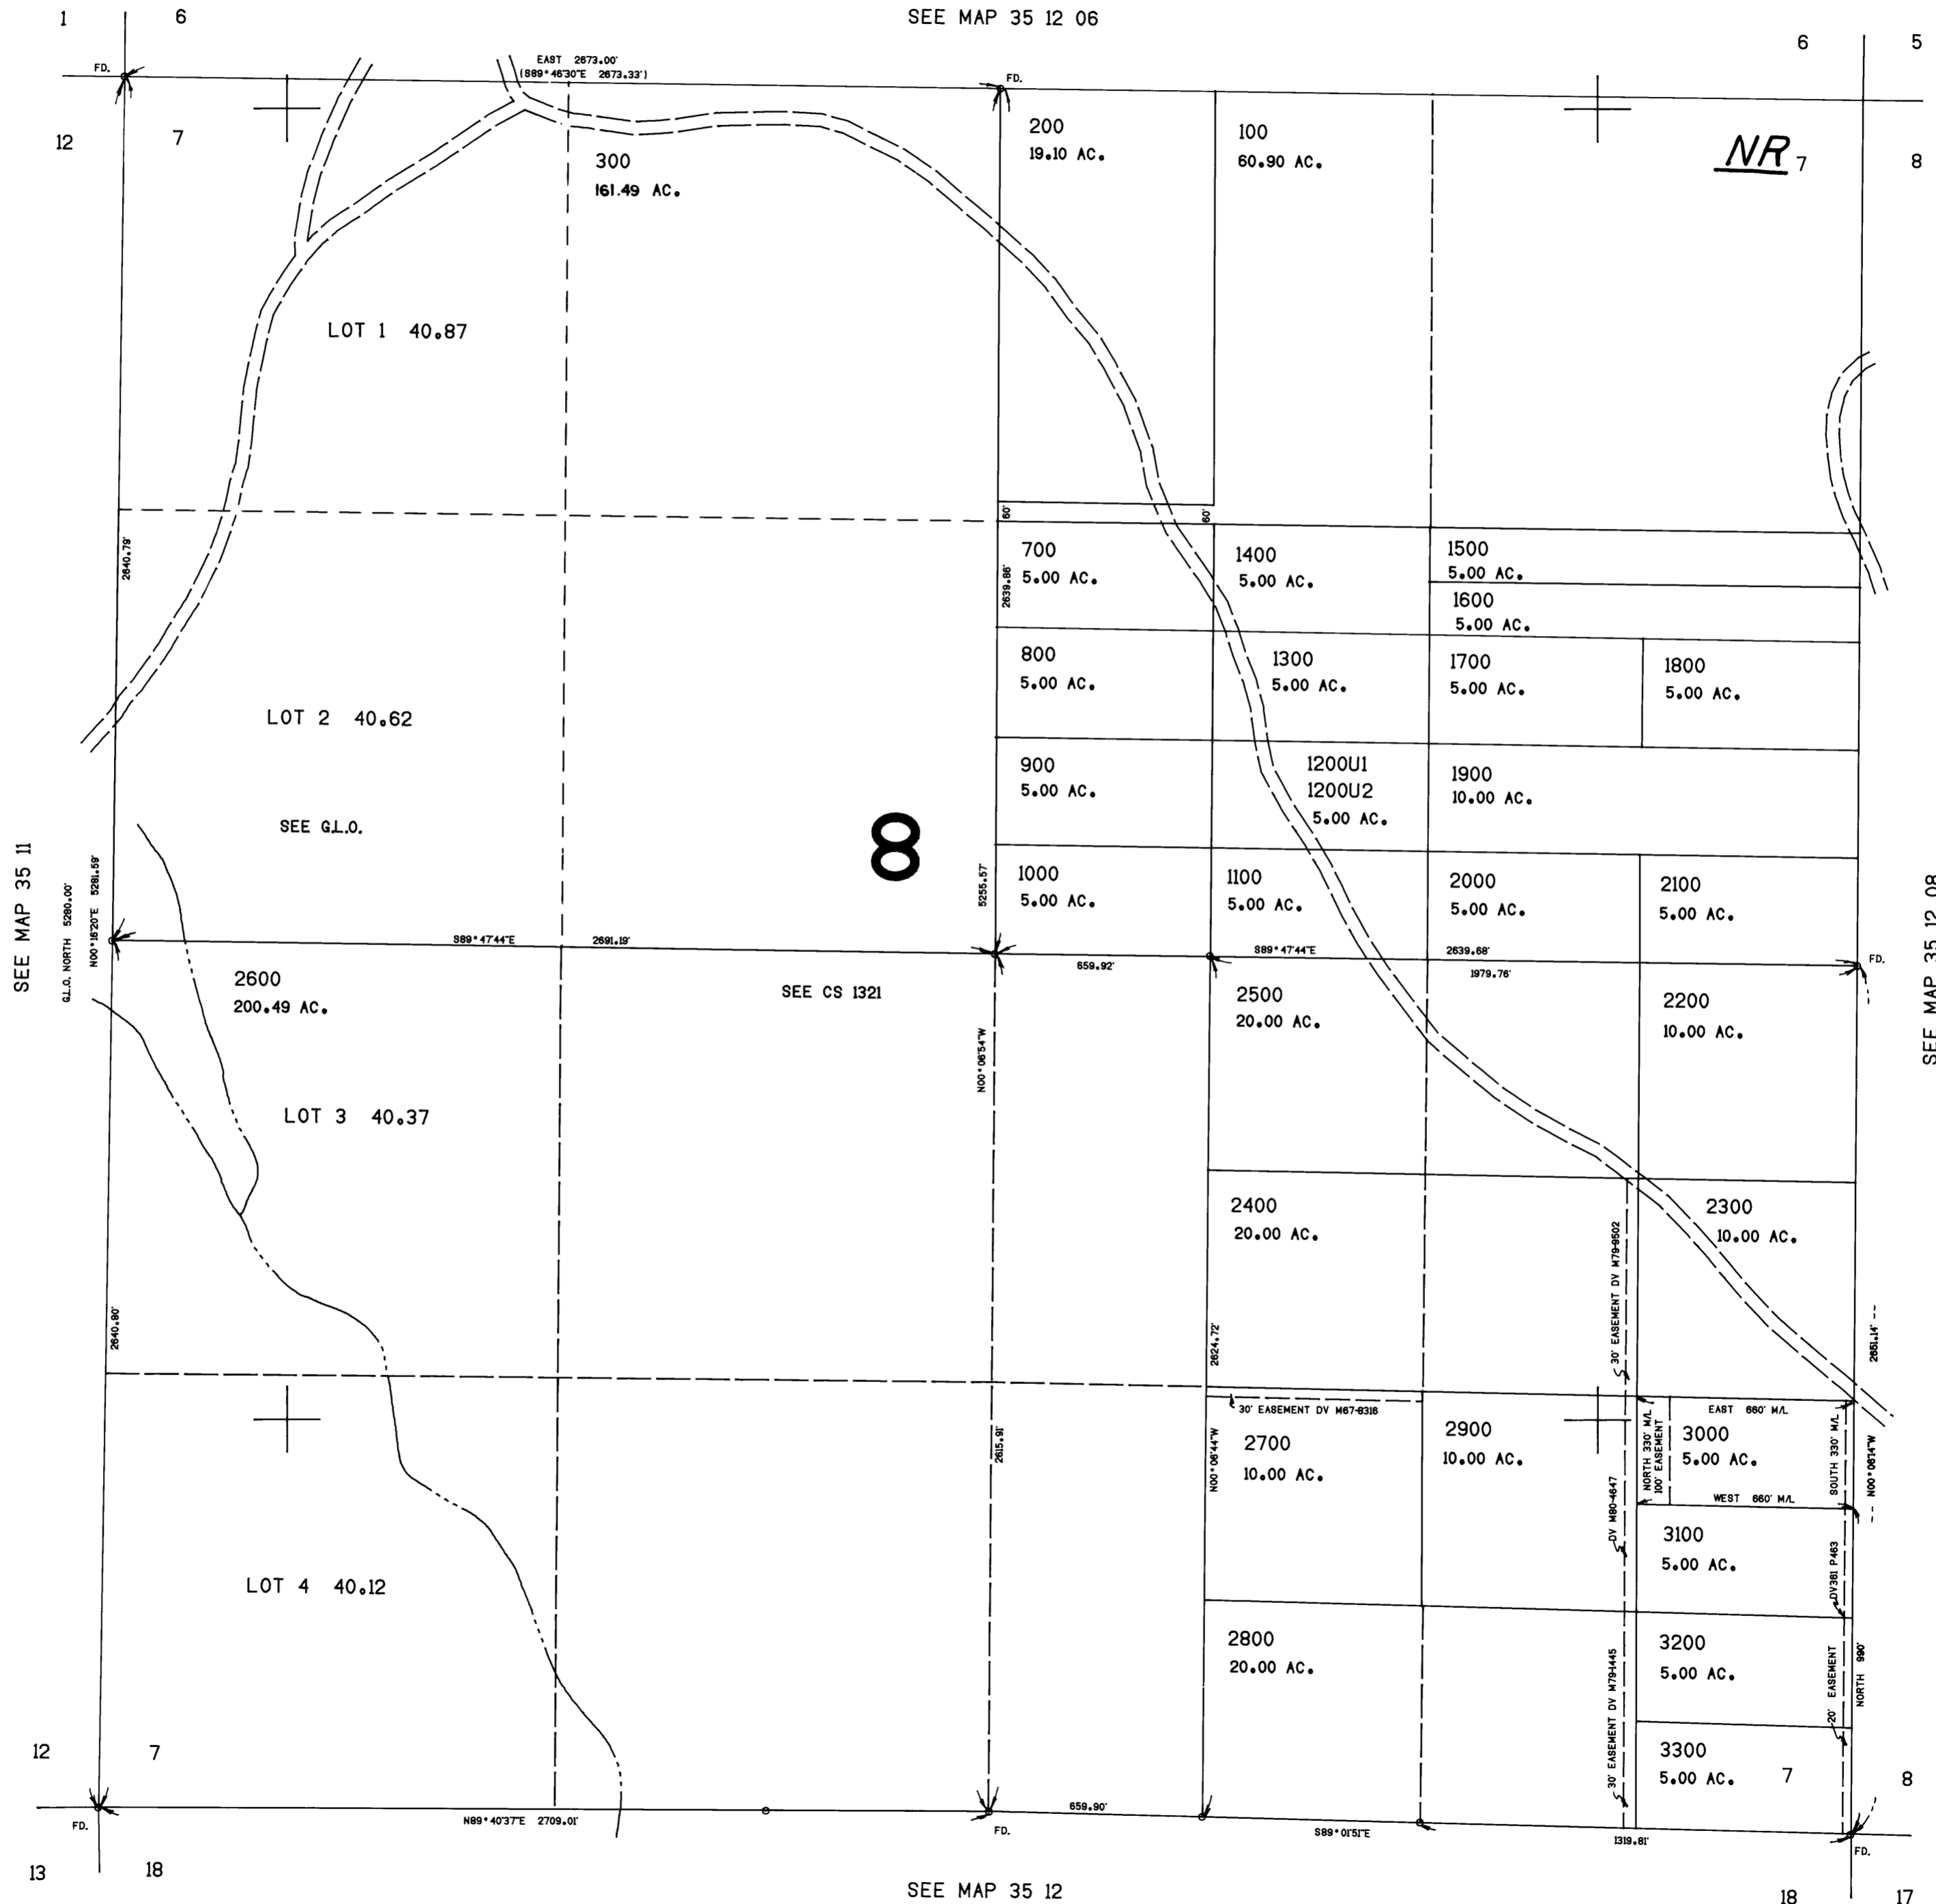 SEE MAP 35 12 06
1
6
6
5
FD.
EAST 2673.00'
(S89°46'30"E 2673.33')
FD.
12
7
300
161.49 AC.
200
19.10 AC.
100
60.90 AC.
NR
7
8
LOT 1 40.87
60'
60'
2640.79'
2639.86'
700
5.00 AC.
1400
5.00 AC.
1500
5.00 AC.
1600
5.00 AC.
800
5.00 AC.
1300
5.00 AC.
1700
5.00 AC.
1800
5.00 AC.
LOT 2 40.62
900
5.00 AC.
1200U1
1200U2
5.00 AC.
1900
10.00 AC.
SEE G.L.O.
8
SEE MAP 35 11
G.L.O. NORTH 5280.00'
N00°16'20"E 5281.59'
5255.57'
1000
5.00 AC.
1100
5.00 AC.
2000
5.00 AC.
2100
5.00 AC.
SEE MAP 35 12 08
S89°47'44"E 2691.19'
659.92'
S89°47'44"E 2639.68'
1979.76'
FD.
2600
200.49 AC.
SEE CS 1321
2500
20.00 AC.
2200
10.00 AC.
N00°06'54"W
LOT 3 40.37
2400
20.00 AC.
2300
10.00 AC.
30' EASEMENT DV M79-9502
2640.80'
2624.72'
2651.14'
30' EASEMENT DV M67-8316
EAST 660' M/L
2615.91'
N00°06'44"W
2700
10.00 AC.
2900
10.00 AC.
NORTH 330' M/L
100' EASEMENT
3000
5.00 AC.
SOUTH 330' M/L
N00°06'14"W
WEST 660' M/L
DV M80-4647
3100
5.00 AC.
DV361 P463
LOT 4 40.12
2800
20.00 AC.
3200
5.00 AC.
20' EASEMENT
NORTH 990'
30' EASEMENT DV M79-1445
3300
5.00 AC.
7
8
12
7
FD.
N89°40'37"E 2709.01'
659.90'
FD.
S89°01'51"E
1319.81'
FD.
13
18
SEE MAP 35 12
18
17